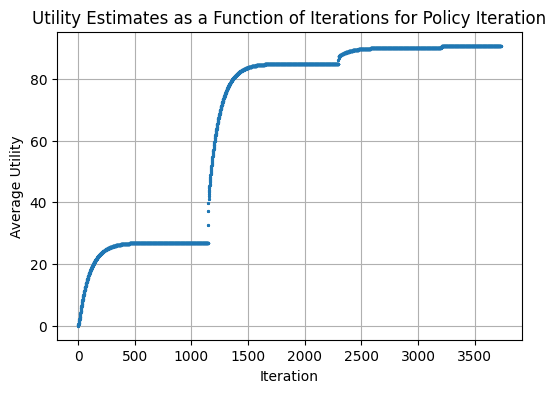 Utility Estimates as a Function of Iterations for Policy Iteration
Average Utility
80
60
40
20
0
0 500 1000 1500 2000 2500 3000 3500
Iteration